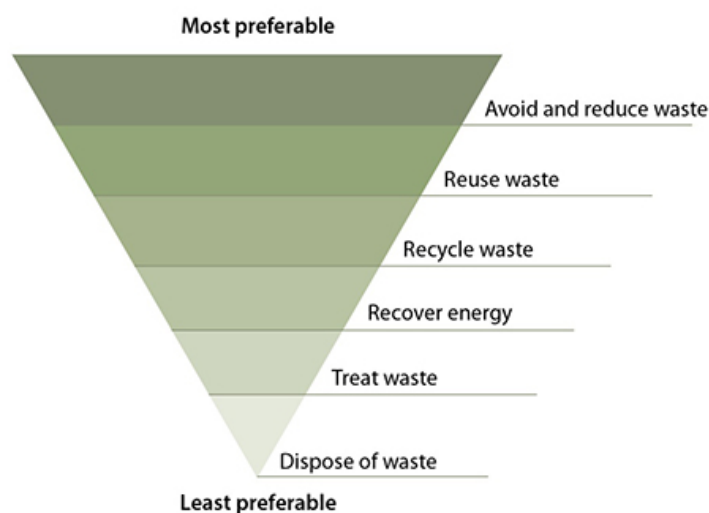 Most preferable
Avoid and reduce waste
Reuse waste
Recycle waste
Recover energy
Treat waste
Dispose of waste
Least preferable